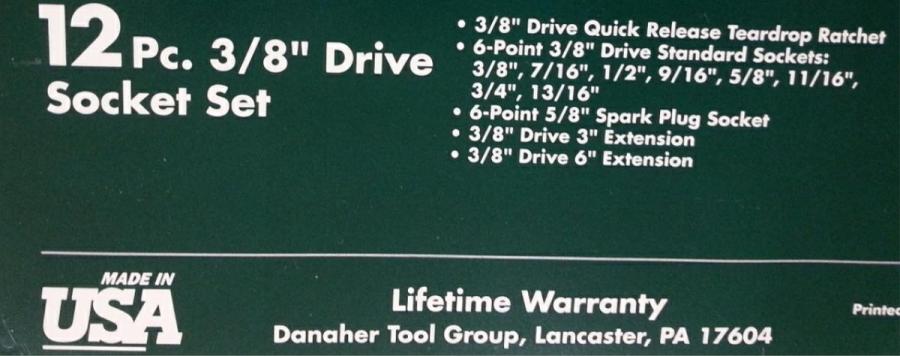 12 Pc. 3/8" Drive
Socket Set
• 3/8" Drive Quick Release Teardrop Ratchet
• 6-Point 3/8" Drive Standard Sockets:
3/8", 7/16", 1/2", 9/16", 5/8", 11/16",
3/4", 13/16"
• 6-Point 5/8" Spark Plug Socket
• 3/8" Drive 3" Extension
• 3/8" Drive 6" Extension
MADE IN
USA
Lifetime Warranty
Danaher Tool Group, Lancaster, PA 17604
Printed